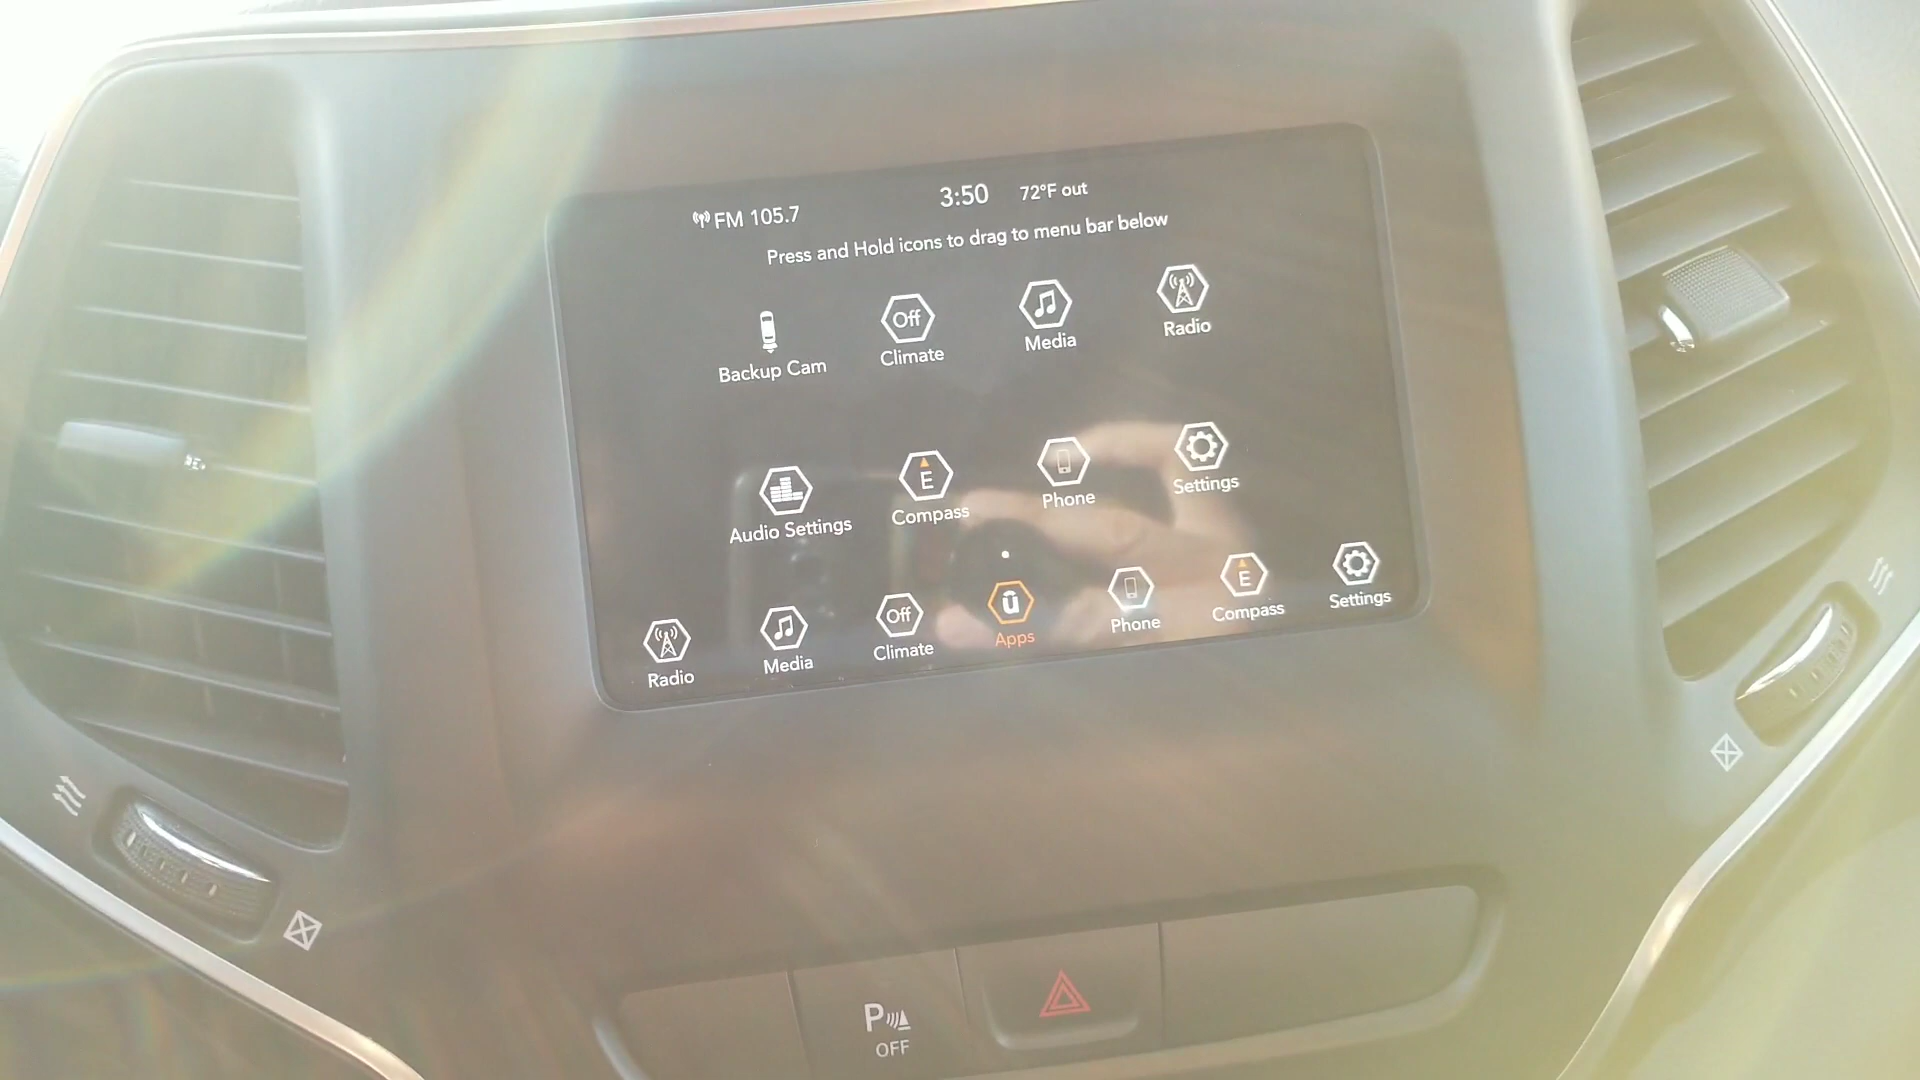 FM 105.7 3:50 72°F out
Press and Hold icons to drag to menu bar below
Off
Backup Cam Climate Media Radio
E
Audio Settings Compass Phone Settings
Off ū E
Radio Media Climate Apps Phone Compass Settings
P
OFF